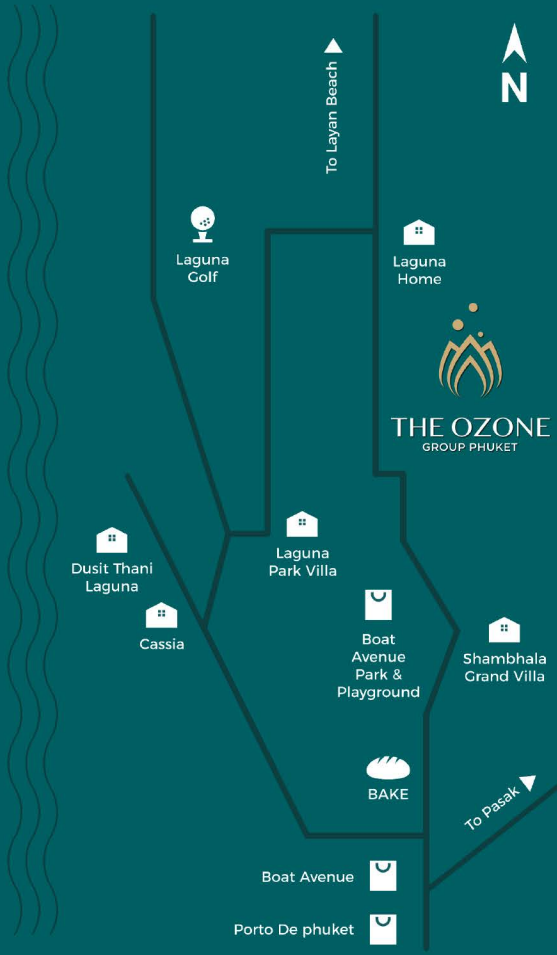 N
To Layan Beach
Laguna
Golf
Laguna
Home
THE OZONE
GROUP PHUKET
Laguna
Park Villa
Dusit Thani
Laguna
Cassia
Boat
Avenue
Park &
Playground
Shambhala
Grand Villa
BAKE
To Pasak
Boat Avenue
Porto De phuket